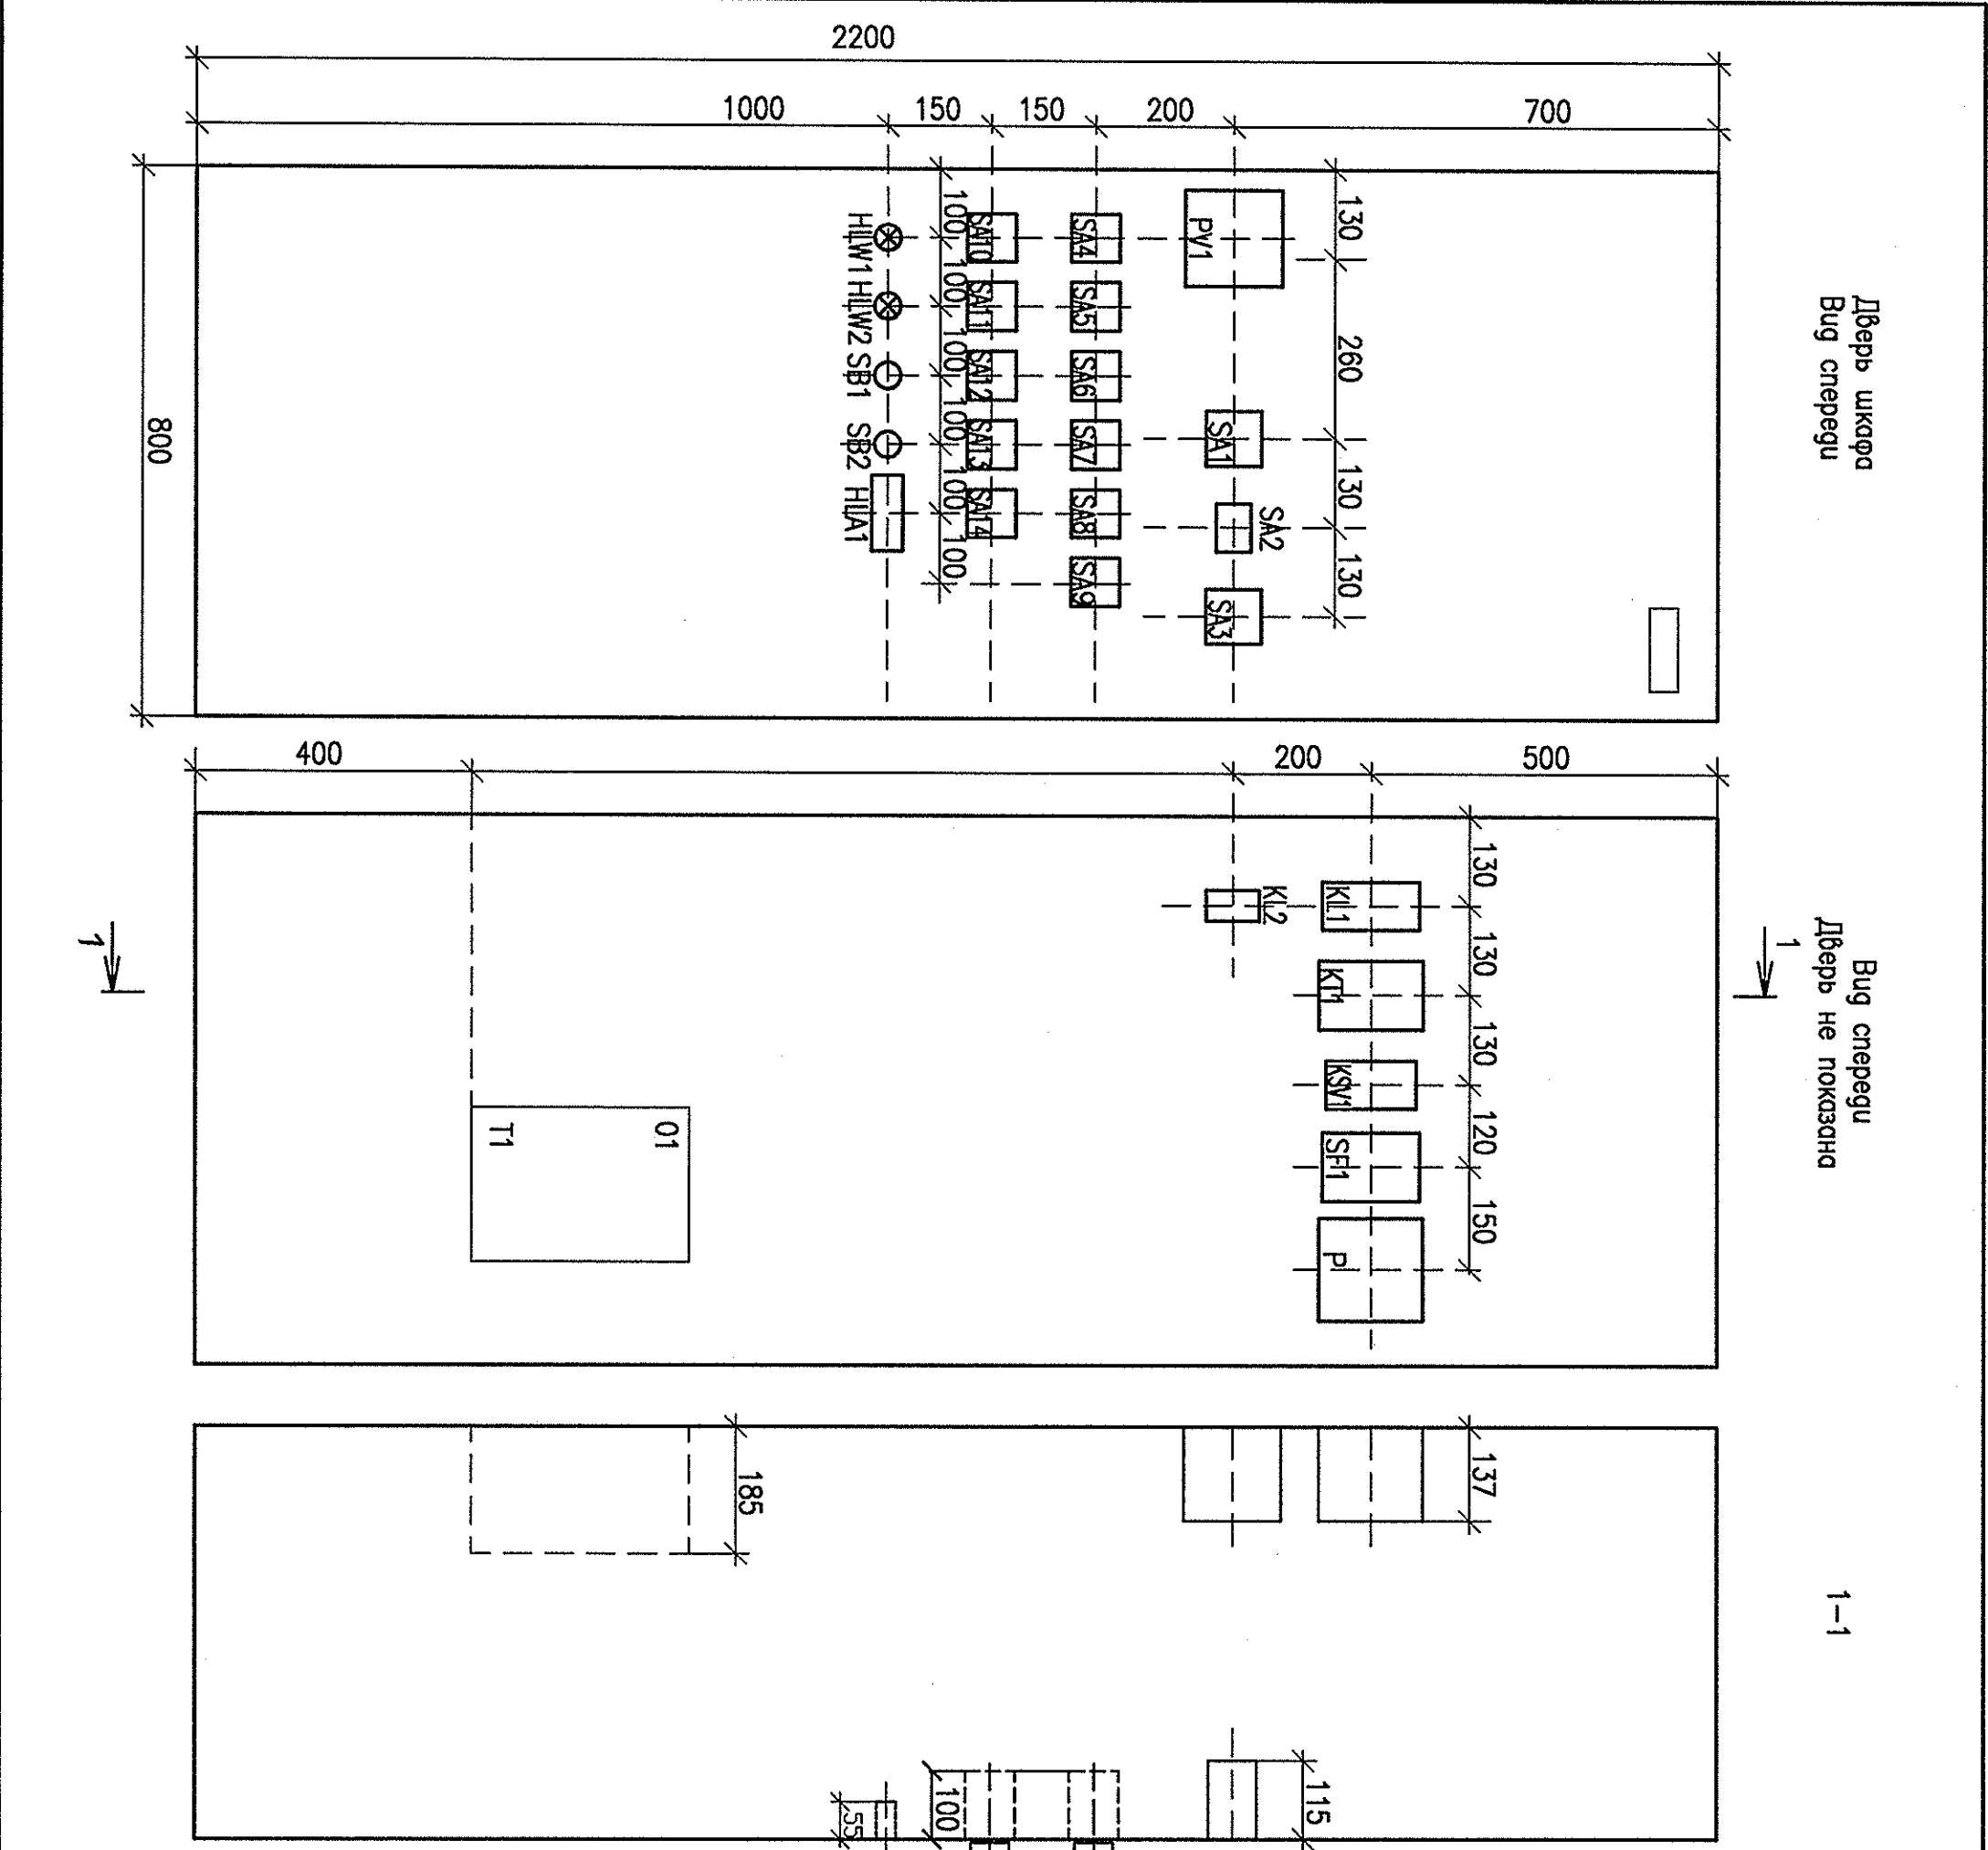 Дверь шкафа
Вид спереди
2200
700
200
150
150
1000
130
260
130
130
PV1
SA1
SA2
SA3
SA4
SA5
SA6
SA7
SA8
SA9
SA10
SA11
SA12
SA13
SA14
100
100
100
100
100
100
HLW1
HLW2
SB1
SB2
HLA1
800
Вид спереди
Дверь не показана
1
500
200
400
130
130
130
120
150
KL1
KT1
KSV1
SF1
P
KL2
01
T1
1
1-1
137
185
115
100
55